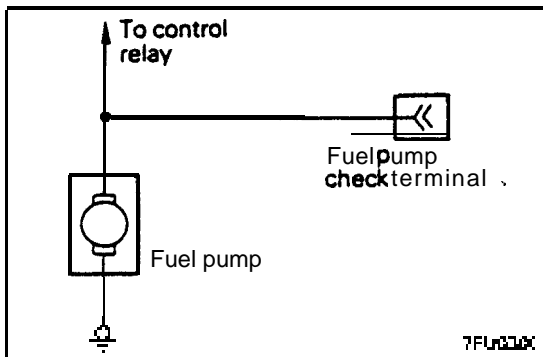 To control
relay
Fuel pump
check terminal
Fuel pump